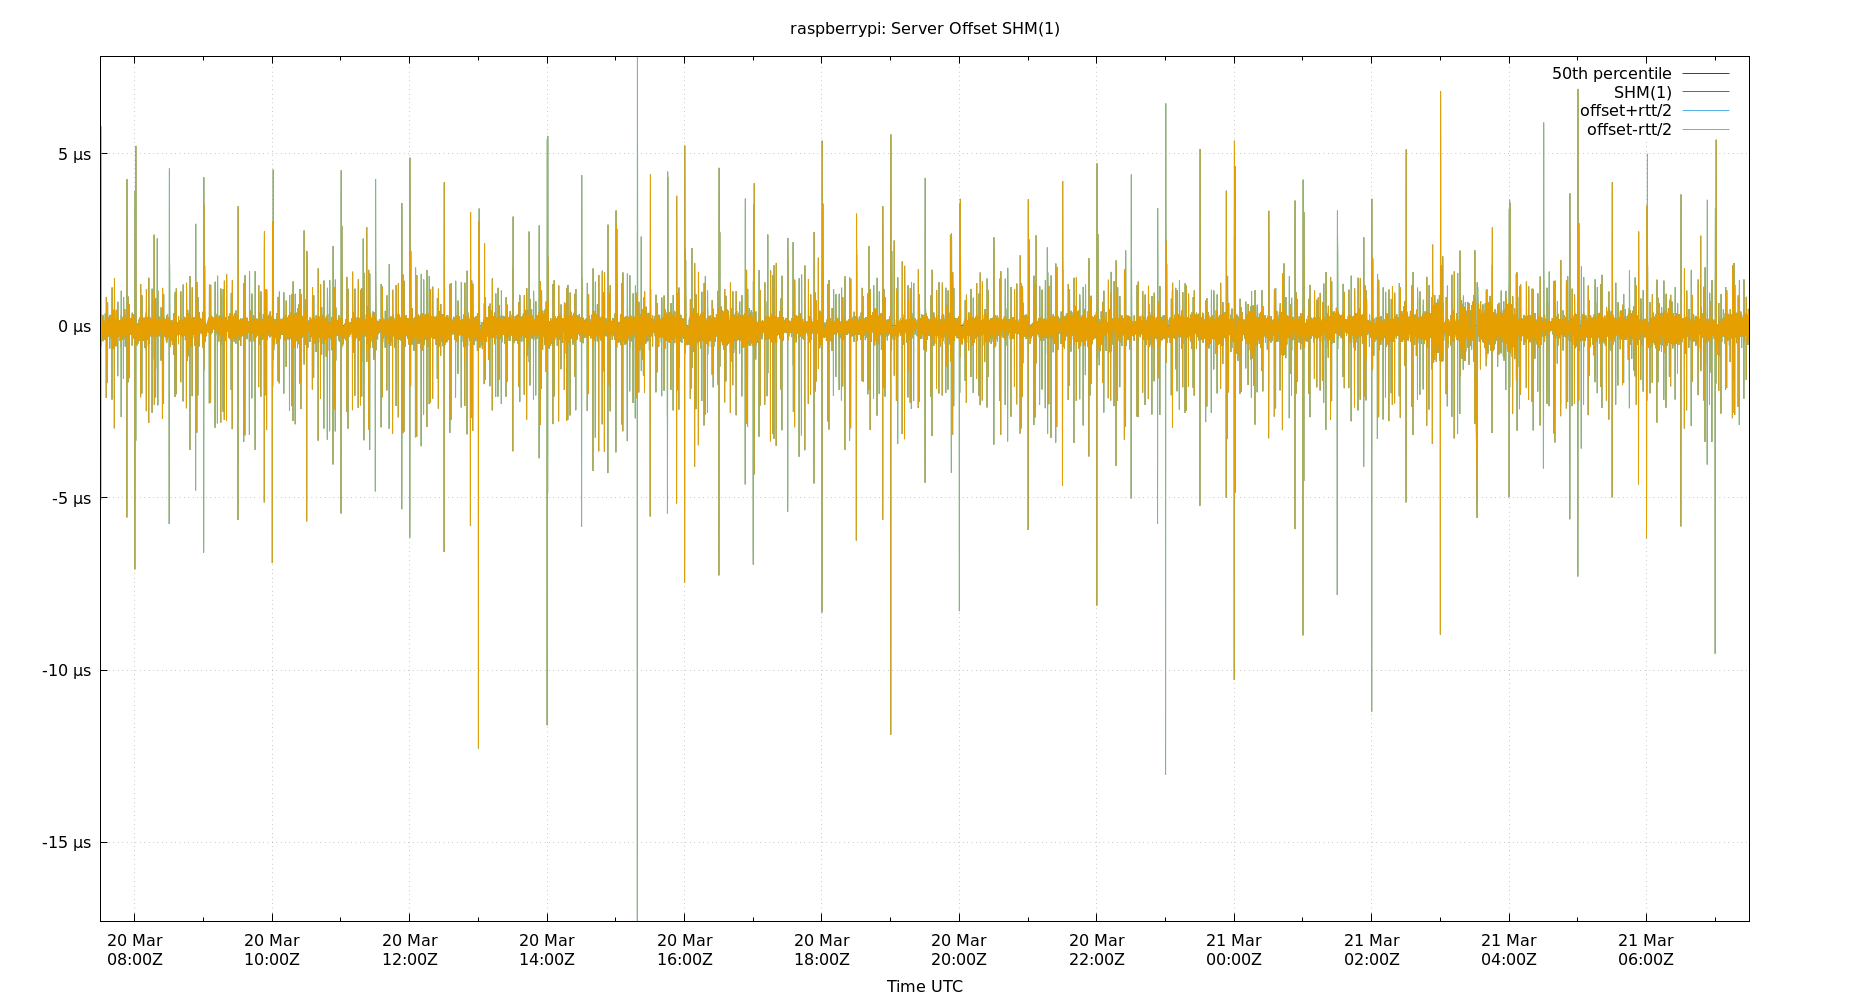 raspberrypi: Server Offset SHM(1)
50th percentile
SHM(1)
offset+rtt/2
offset-rtt/2
5 µs
0 µs
-5 µs
-10 µs
-15 µs
20 Mar 20 Mar 20 Mar 20 Mar 20 Mar 20 Mar 20 Mar 20 Mar 21 Mar 21 Mar 21 Mar 21 Mar
08:00Z 10:00Z 12:00Z 14:00Z 16:00Z 18:00Z 20:00Z 22:00Z 00:00Z 02:00Z 04:00Z 06:00Z
Time UTC